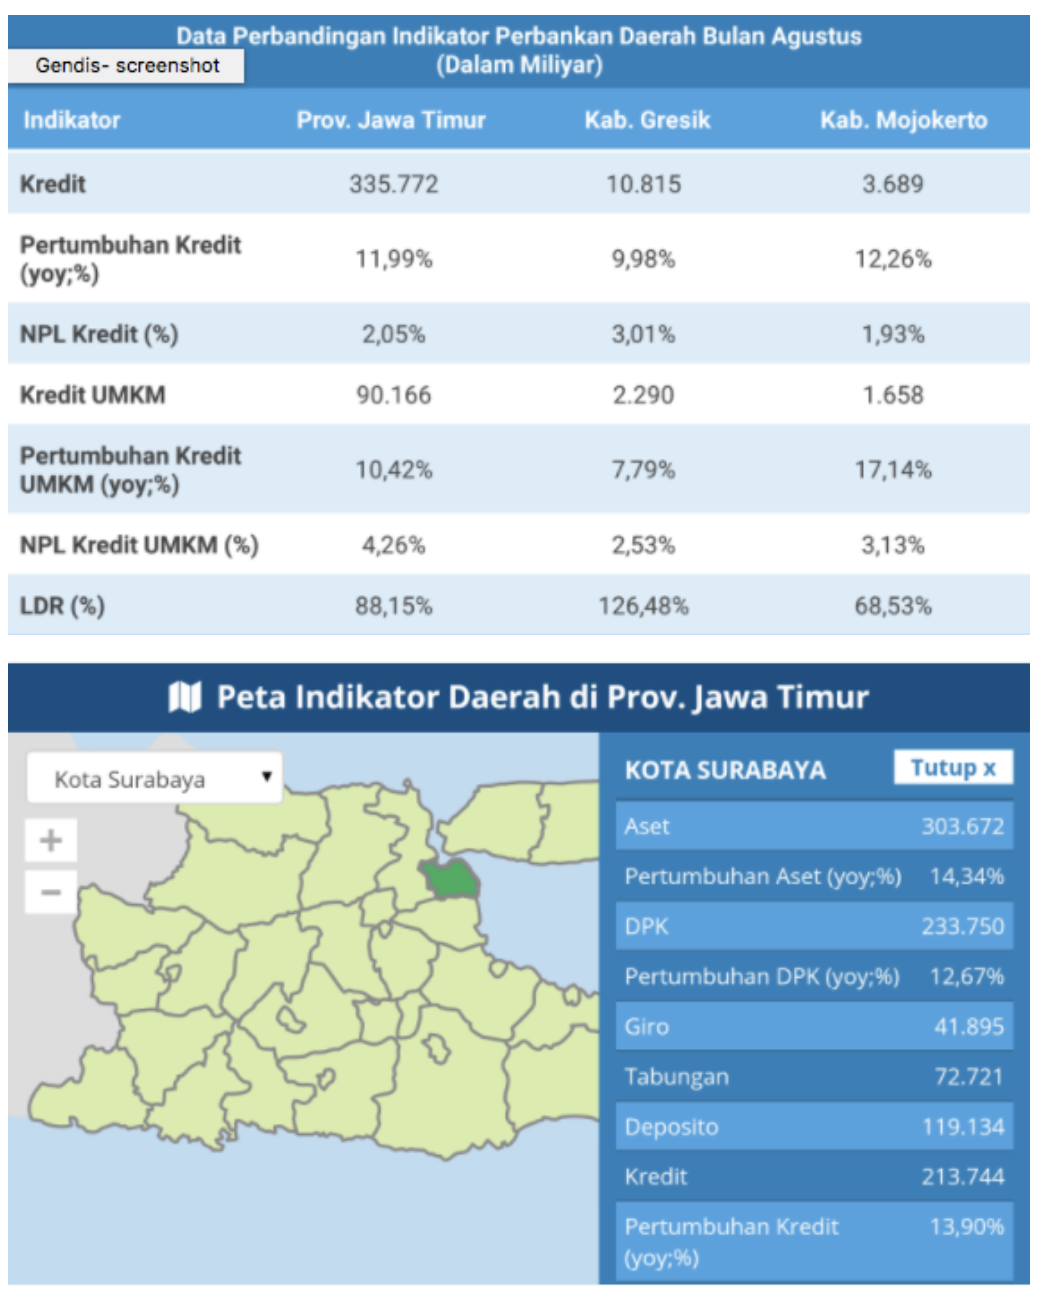 Data Perbandingan Indikator Perbankan Daerah Bulan Agustus
(Dalam Miliyar)
Gendis- screenshot
Indikator Prov. Jawa Timur Kab. Gresik Kab. Mojokerto
Kredit 335.772 10.815 3.689
Pertumbuhan Kredit
(yoy;%) 11,99% 9,98% 12,26%
NPL Kredit (%) 2,05% 3,01% 1,93%
Kredit UMKM 90.166 2.290 1.658
Pertumbuhan Kredit
UMKM (yoy;%) 10,42% 7,79% 17,14%
NPL Kredit UMKM (%) 4,26% 2,53% 3,13%
LDR (%) 88,15% 126,48% 68,53%
Peta Indikator Daerah di Prov. Jawa Timur
Kota Surabaya
+
−
KOTA SURABAYA Tutup x
Aset 303.672
Pertumbuhan Aset (yoy;%) 14,34%
DPK 233.750
Pertumbuhan DPK (yoy;%) 12,67%
Giro 41.895
Tabungan 72.721
Deposito 119.134
Kredit 213.744
Pertumbuhan Kredit 13,90%
(yoy;%)